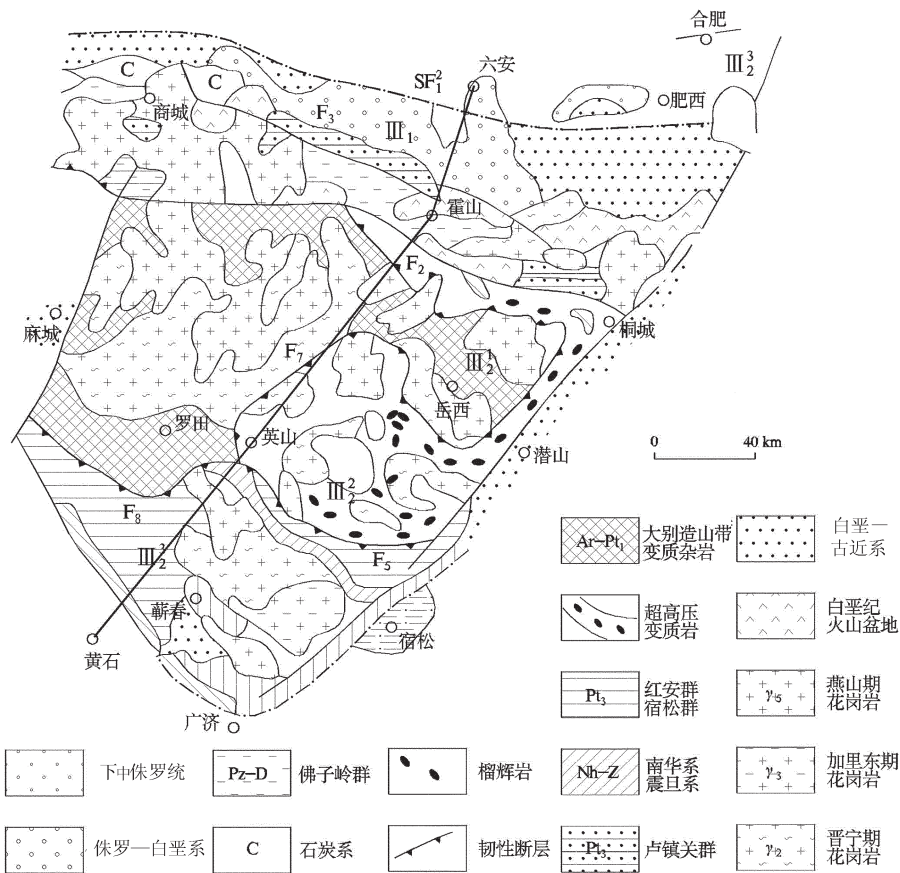 合肥
Ⅲ₂³
六安
SF₁²
肥西
C
C
商城
F₃
Ⅲ₁
霍山
F₂
麻城
桐城
F₇
Ⅲ₂¹
岳西
罗田
英山
潜山
0 40 km
Ⅲ₂²
F₈
Ⅲ₂²
F₅
蕲春
宿松
黄石
广济
Ar–Pt₁ 大别造山带
变质杂岩
白垩—
古近系
超高压
变质岩
白垩纪
火山盆地
Pt₃ 红安群
宿松群
γ₅ 燕山期
花岗岩
下中侏罗统
Pz–D 佛子岭群
榴辉岩
Nh–Z 南华系
震旦系
γ₃ 加里东期
花岗岩
侏罗—白垩系
C 石炭系
韧性断层
Pt₃ 卢镇关群
γ₂ 晋宁期
花岗岩